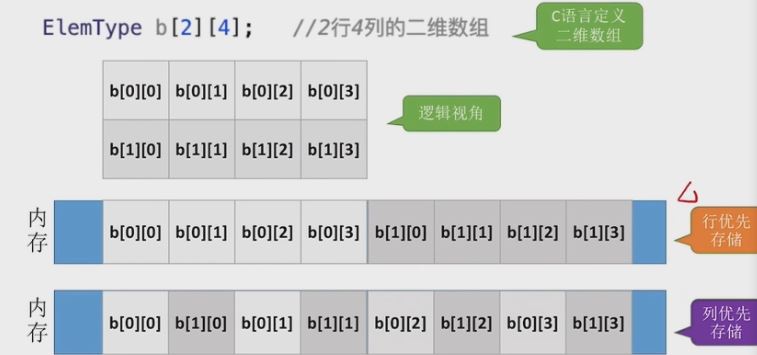 ElemType b[2][4]; //2行4列的二维数组
C语言定义
二维数组
b[0][0] b[0][1] b[0][2] b[0][3]
b[1][0] b[1][1] b[1][2] b[1][3]
逻辑视角
内存
b[0][0] b[0][1] b[0][2] b[0][3] b[1][0] b[1][1] b[1][2] b[1][3]
行优先
存储
内存
b[0][0] b[1][0] b[0][1] b[1][1] b[0][2] b[1][2] b[0][3] b[1][3]
列优先
存储